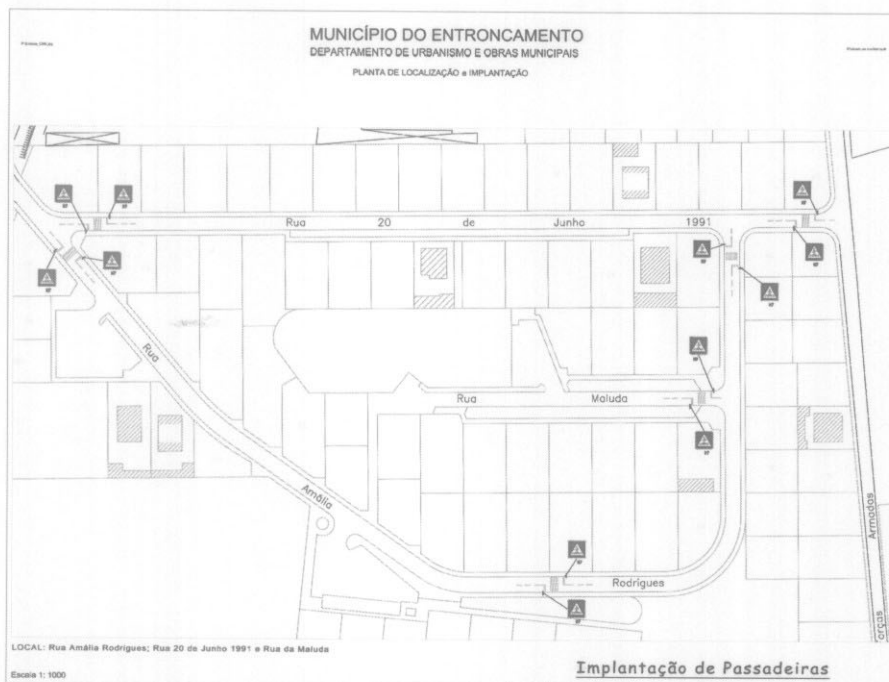 MUNICÍPIO DO ENTRONCAMENTO
DEPARTAMENTO DE URBANISMO E OBRAS MUNICIPAIS
PLANTA DE LOCALIZAÇÃO e IMPLANTAÇÃO
Rua 20 de Junho 1991
Rua
Rua Maluda
Amália
Rodrigues
Armadas
orças
LOCAL: Rua Amália Rodrigues; Rua 20 de Junho 1991 e Rua da Maluda
Escala 1: 1000
Implantação de Passadeiras